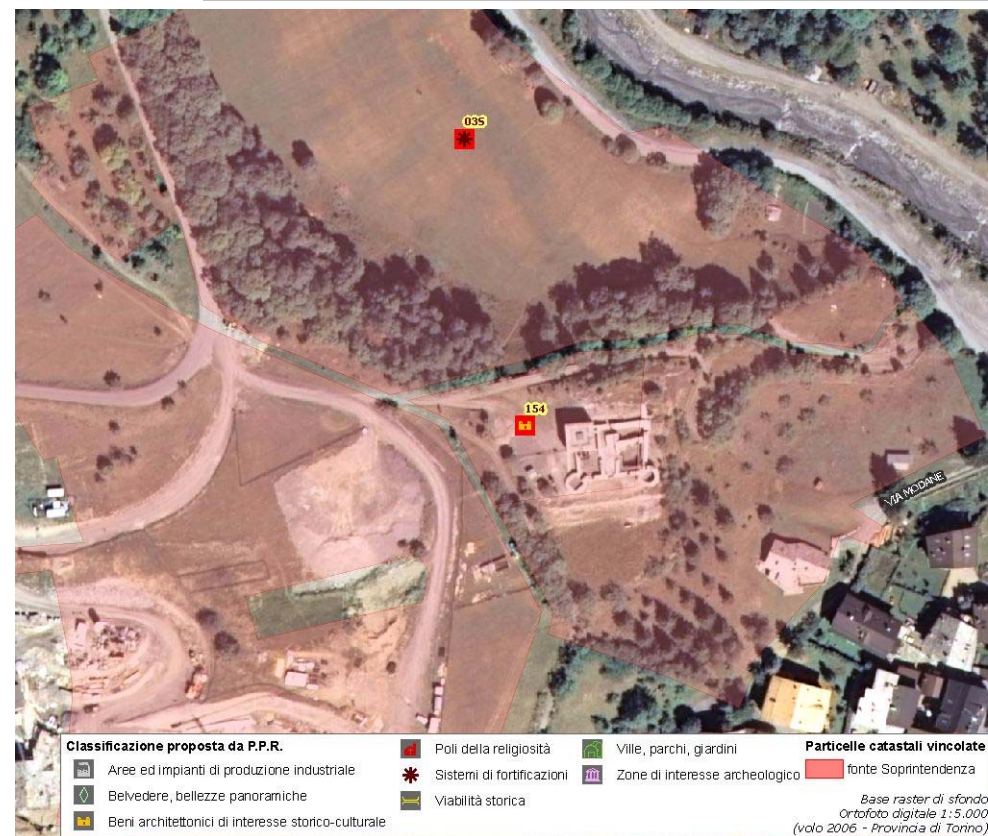 03S
154
VIA MODANE
Classificazione proposta da P.P.R.
Aree ed impianti di produzione industriale
Belvedere, bellezze panoramiche
Beni architettonici di interesse storico-culturale
Poli della religiosità
Sistemi di fortificazioni
Viabilità storica
Ville, parchi, giardini
Zone di interesse archeologico
Particelle catastali vincolate
fonte Soprintendenza
Base raster di sfondo
Ortofoto digitale 1:5.000
(volo 2006 - Provincia di Torino)